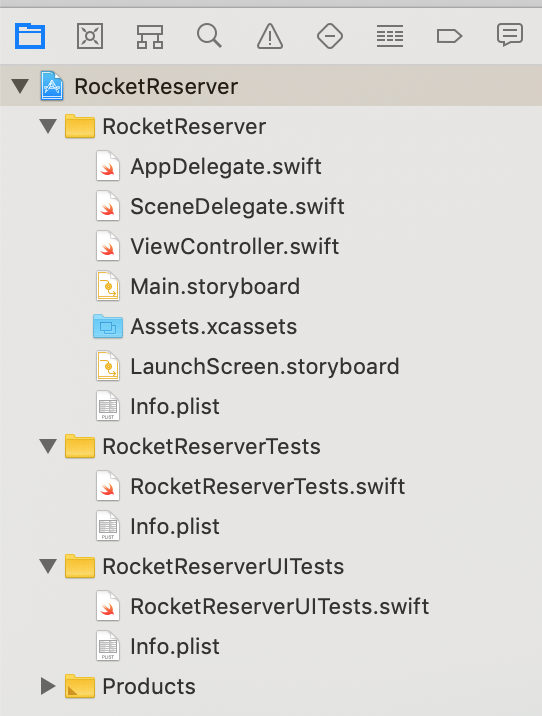 RocketReserver
RocketReserver
AppDelegate.swift
SceneDelegate.swift
ViewController.swift
Main.storyboard
Assets.xcassets
LaunchScreen.storyboard
Info.plist
RocketReserverTests
RocketReserverTests.swift
Info.plist
RocketReserverUITests
RocketReserverUITests.swift
Info.plist
Products